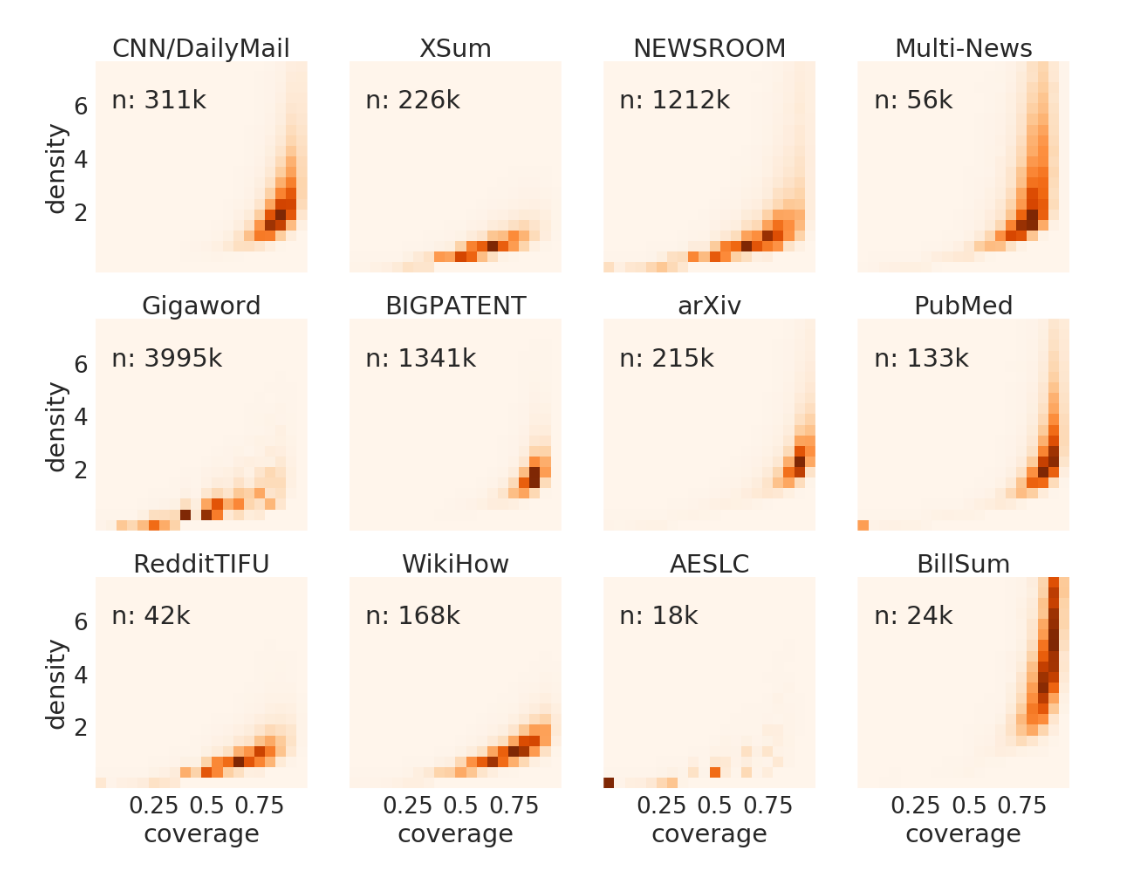 CNN/DailyMail XSum NEWSROOM Multi-News
n: 311k n: 226k n: 1212k n: 56k
density
6
4
2
Gigaword BIGPATENT arXiv PubMed
n: 3995k n: 1341k n: 215k n: 133k
density
6
4
2
RedditTIFU WikiHow AESLC BillSum
n: 42k n: 168k n: 18k n: 24k
density
6
4
2
0.25 0.5 0.75 0.25 0.5 0.75 0.25 0.5 0.75 0.25 0.5 0.75
coverage coverage coverage coverage